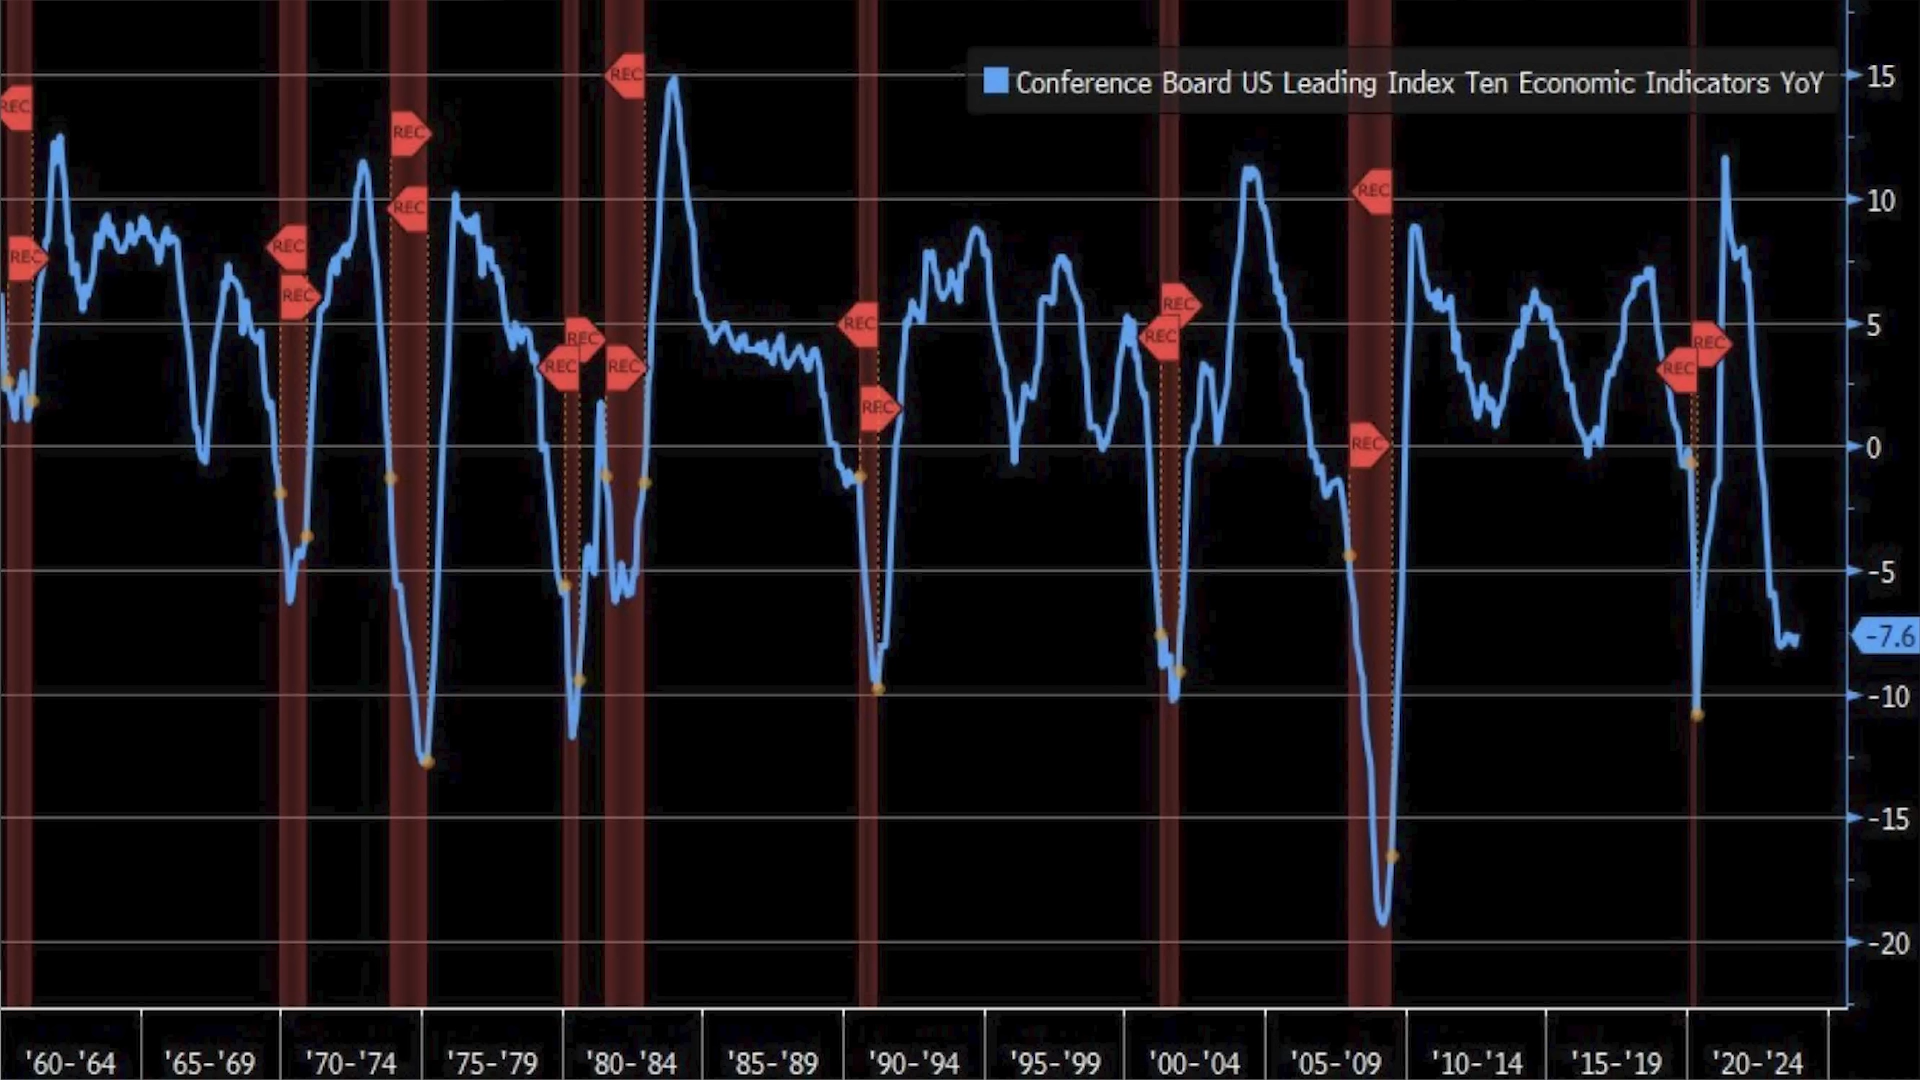 Conference Board US Leading Index Ten Economic Indicators YoY
15
REC
REC
REC
10
REC
REC
REC
REC
REC
REC
5
REC
REC
REC
REC
REC
REC
REC
REC
REC
REC
0
-5
-7.6
-10
-15
-20
'60-'64 '65-'69 '70-'74 '75-'79 '80-'84 '85-'89 '90-'94 '95-'99 '00-'04 '05-'09 '10-'14 '15-'19 '20-'24